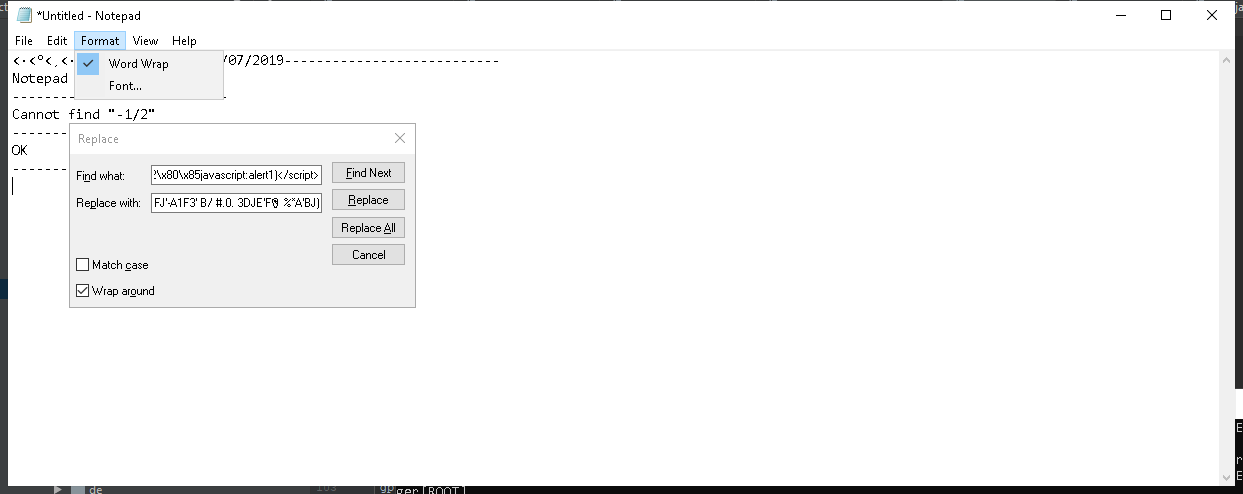 *Untitled - Notepad
File Edit Format View Help
/07/2019---------------------------
Word Wrap
Notepad
Font...
Cannot find "-1/2"
Replace
OK
Find what: \x80\x85javascript:alert1)</script> Find Next
Replace with: FJ'-A1F3' B/ #.0. 3DJE'F %*A'BJ) Replace
Replace All
Cancel
Match case
Wrap around
de
ger[ROOT]